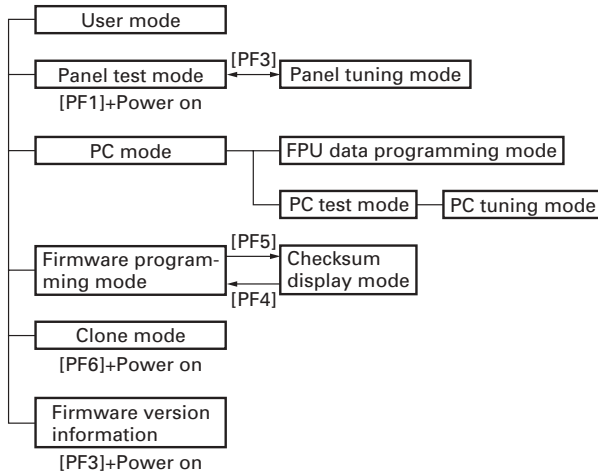 User mode
Panel test mode
[PF3]
Panel tuning mode
[PF1]+Power on
PC mode
FPU data programming mode
PC test mode
PC tuning mode
Firmware program-
ming mode
[PF5]
[PF4]
Checksum
display mode
Clone mode
[PF6]+Power on
Firmware version
information
[PF3]+Power on